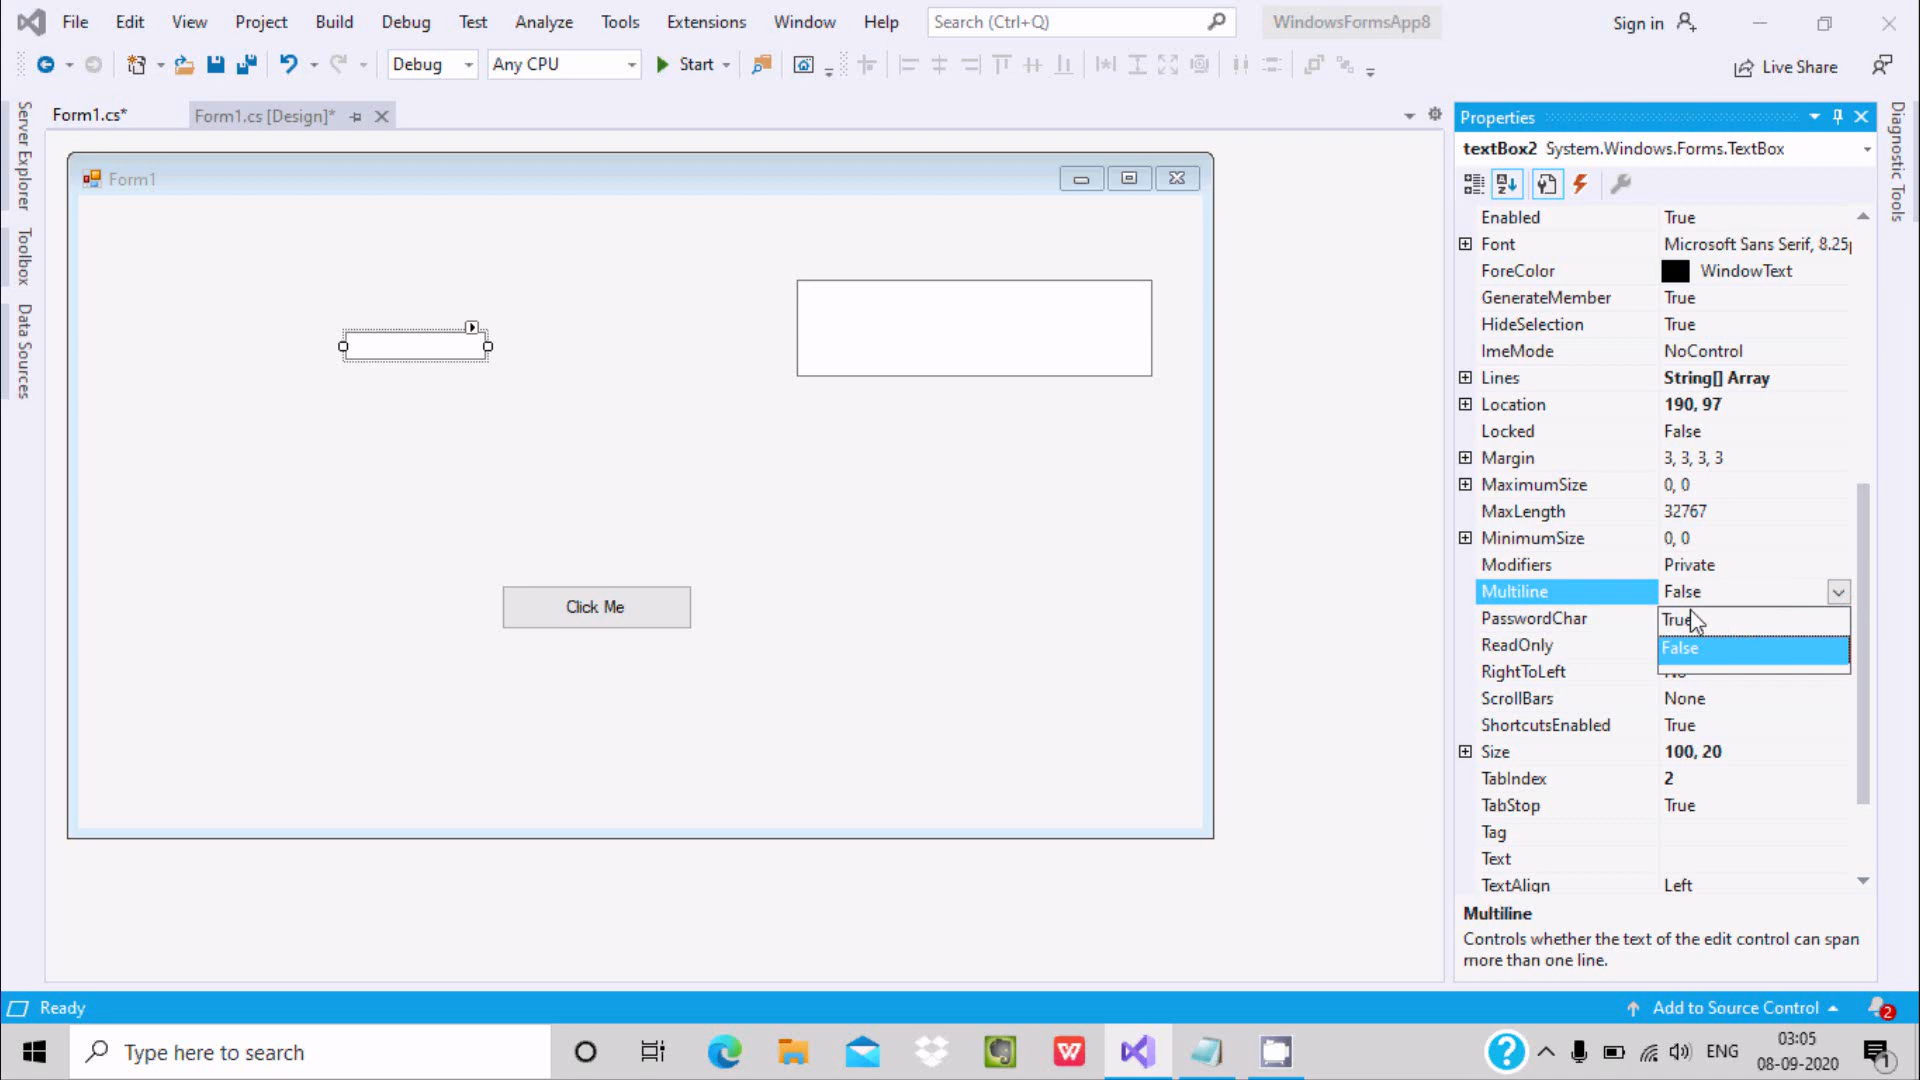 File Edit View Project Build Debug Test Analyze Tools Extensions Window Help Search (Ctrl+Q) WindowsFormsApp8 Sign in
Debug Any CPU Start Live Share
Form1.cs* Form1.cs [Design]*
Server Explorer
Toolbox
Data Sources
Form1
Click Me
Properties
textBox2 System.Windows.Forms.TextBox
Enabled True
Font Microsoft Sans Serif, 8.25p
ForeColor WindowText
GenerateMember True
HideSelection True
ImeMode NoControl
Lines String[] Array
Location 190, 97
Locked False
Margin 3, 3, 3, 3
MaximumSize 0, 0
MaxLength 32767
MinimumSize 0, 0
Modifiers Private
Multiline False
PasswordChar True
ReadOnly False
RightToLeft
ScrollBars None
ShortcutsEnabled True
Size 100, 20
TabIndex 2
TabStop True
Tag
Text
TextAlign Left
Multiline
Controls whether the text of the edit control can span
more than one line.
Diagnostic Tools
Ready Add to Source Control 2
Type here to search
ENG
03:05
08-09-2020
1